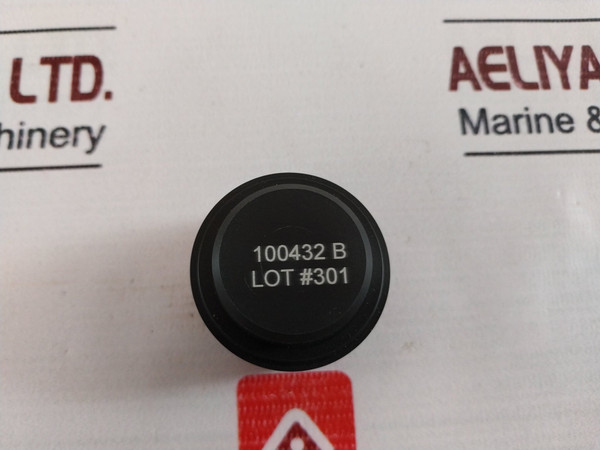 LTD.
hinery
AELIYA
Marine &
100432 B
LOT #301